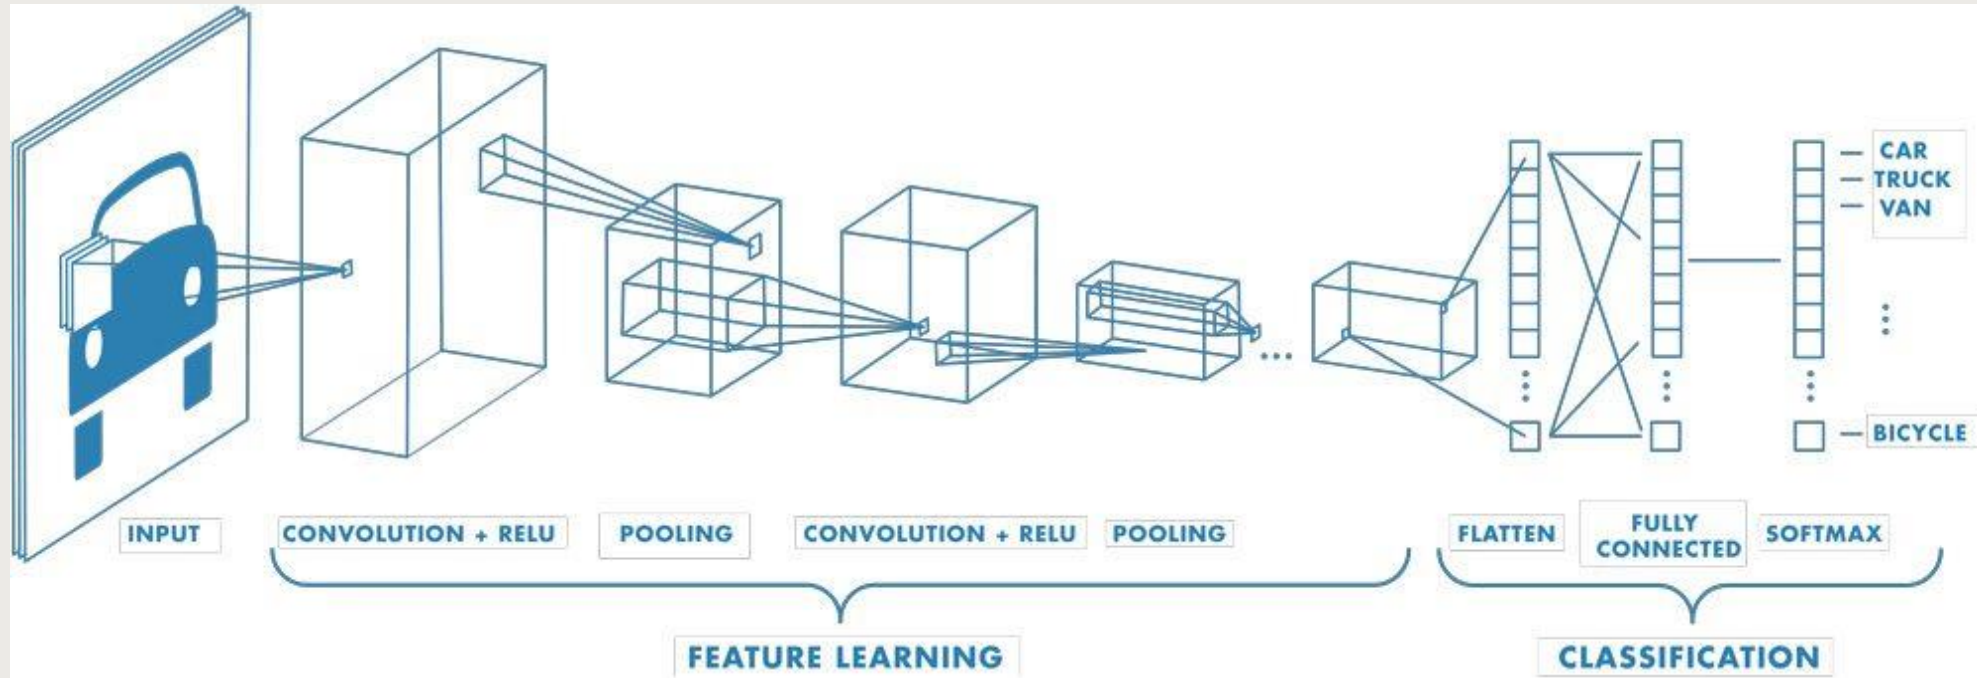 CAR
TRUCK
VAN
BICYCLE
INPUT
CONVOLUTION + RELU
POOLING
CONVOLUTION + RELU
POOLING
FLATTEN
FULLY
CONNECTED
SOFTMAX
FEATURE LEARNING
CLASSIFICATION